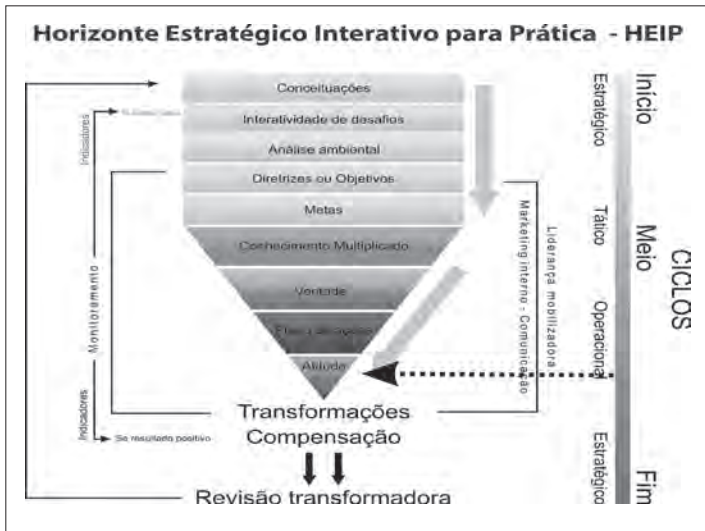 Horizonte Estratégico Interativo para Prática - HEIP
Conceituações
Interatividade de desafios
Análise ambiental
Diretrizes ou Objetivos
Metas
Conhecimento Multiplicado
Vontade
Atitude
Transformações
Compensação
Revisão transformadora
Indicadores
Monitoramento
Indicadores
Se resultado positivo
Liderança mobilizadora
Marketing interno - Comunicação
Estratégico
Tático
Operacional
Estratégico
Início
Meio
Fim
CICLOS